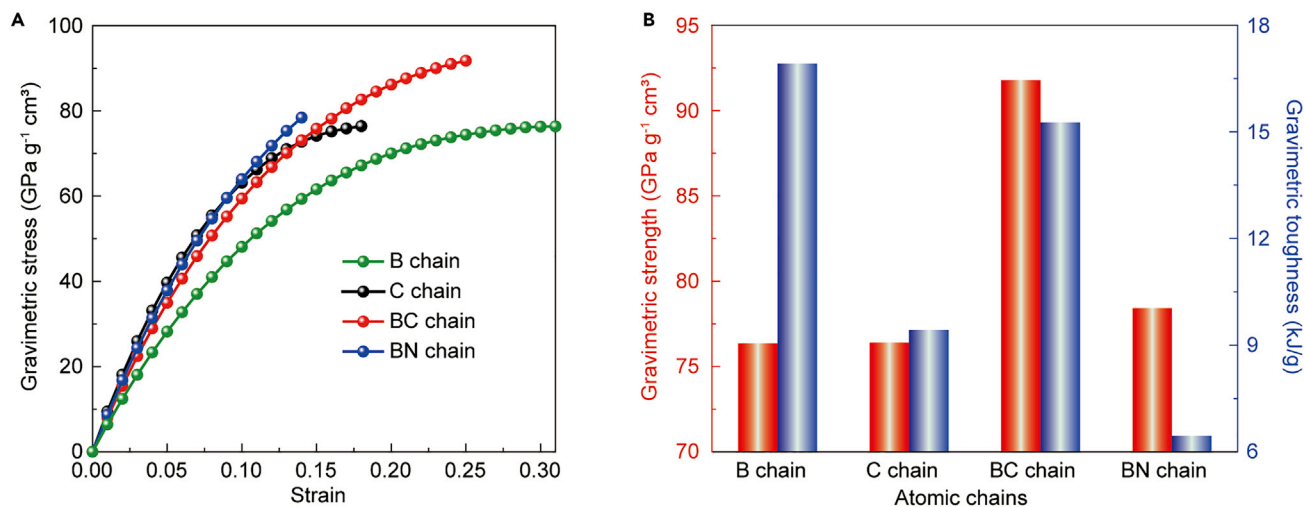 A
Gravimetric stress (GPa g⁻¹ cm³)
100
80
60
40
20
0
B chain
C chain
BC chain
BN chain
0.00 0.05 0.10 0.15 0.20 0.25 0.30
Strain
B
Gravimetric strength (GPa g⁻¹ cm³)
95
90
85
80
75
70
18
15
12
9
6
Gravimetric toughness (kJ/g)
B chain C chain BC chain BN chain
Atomic chains